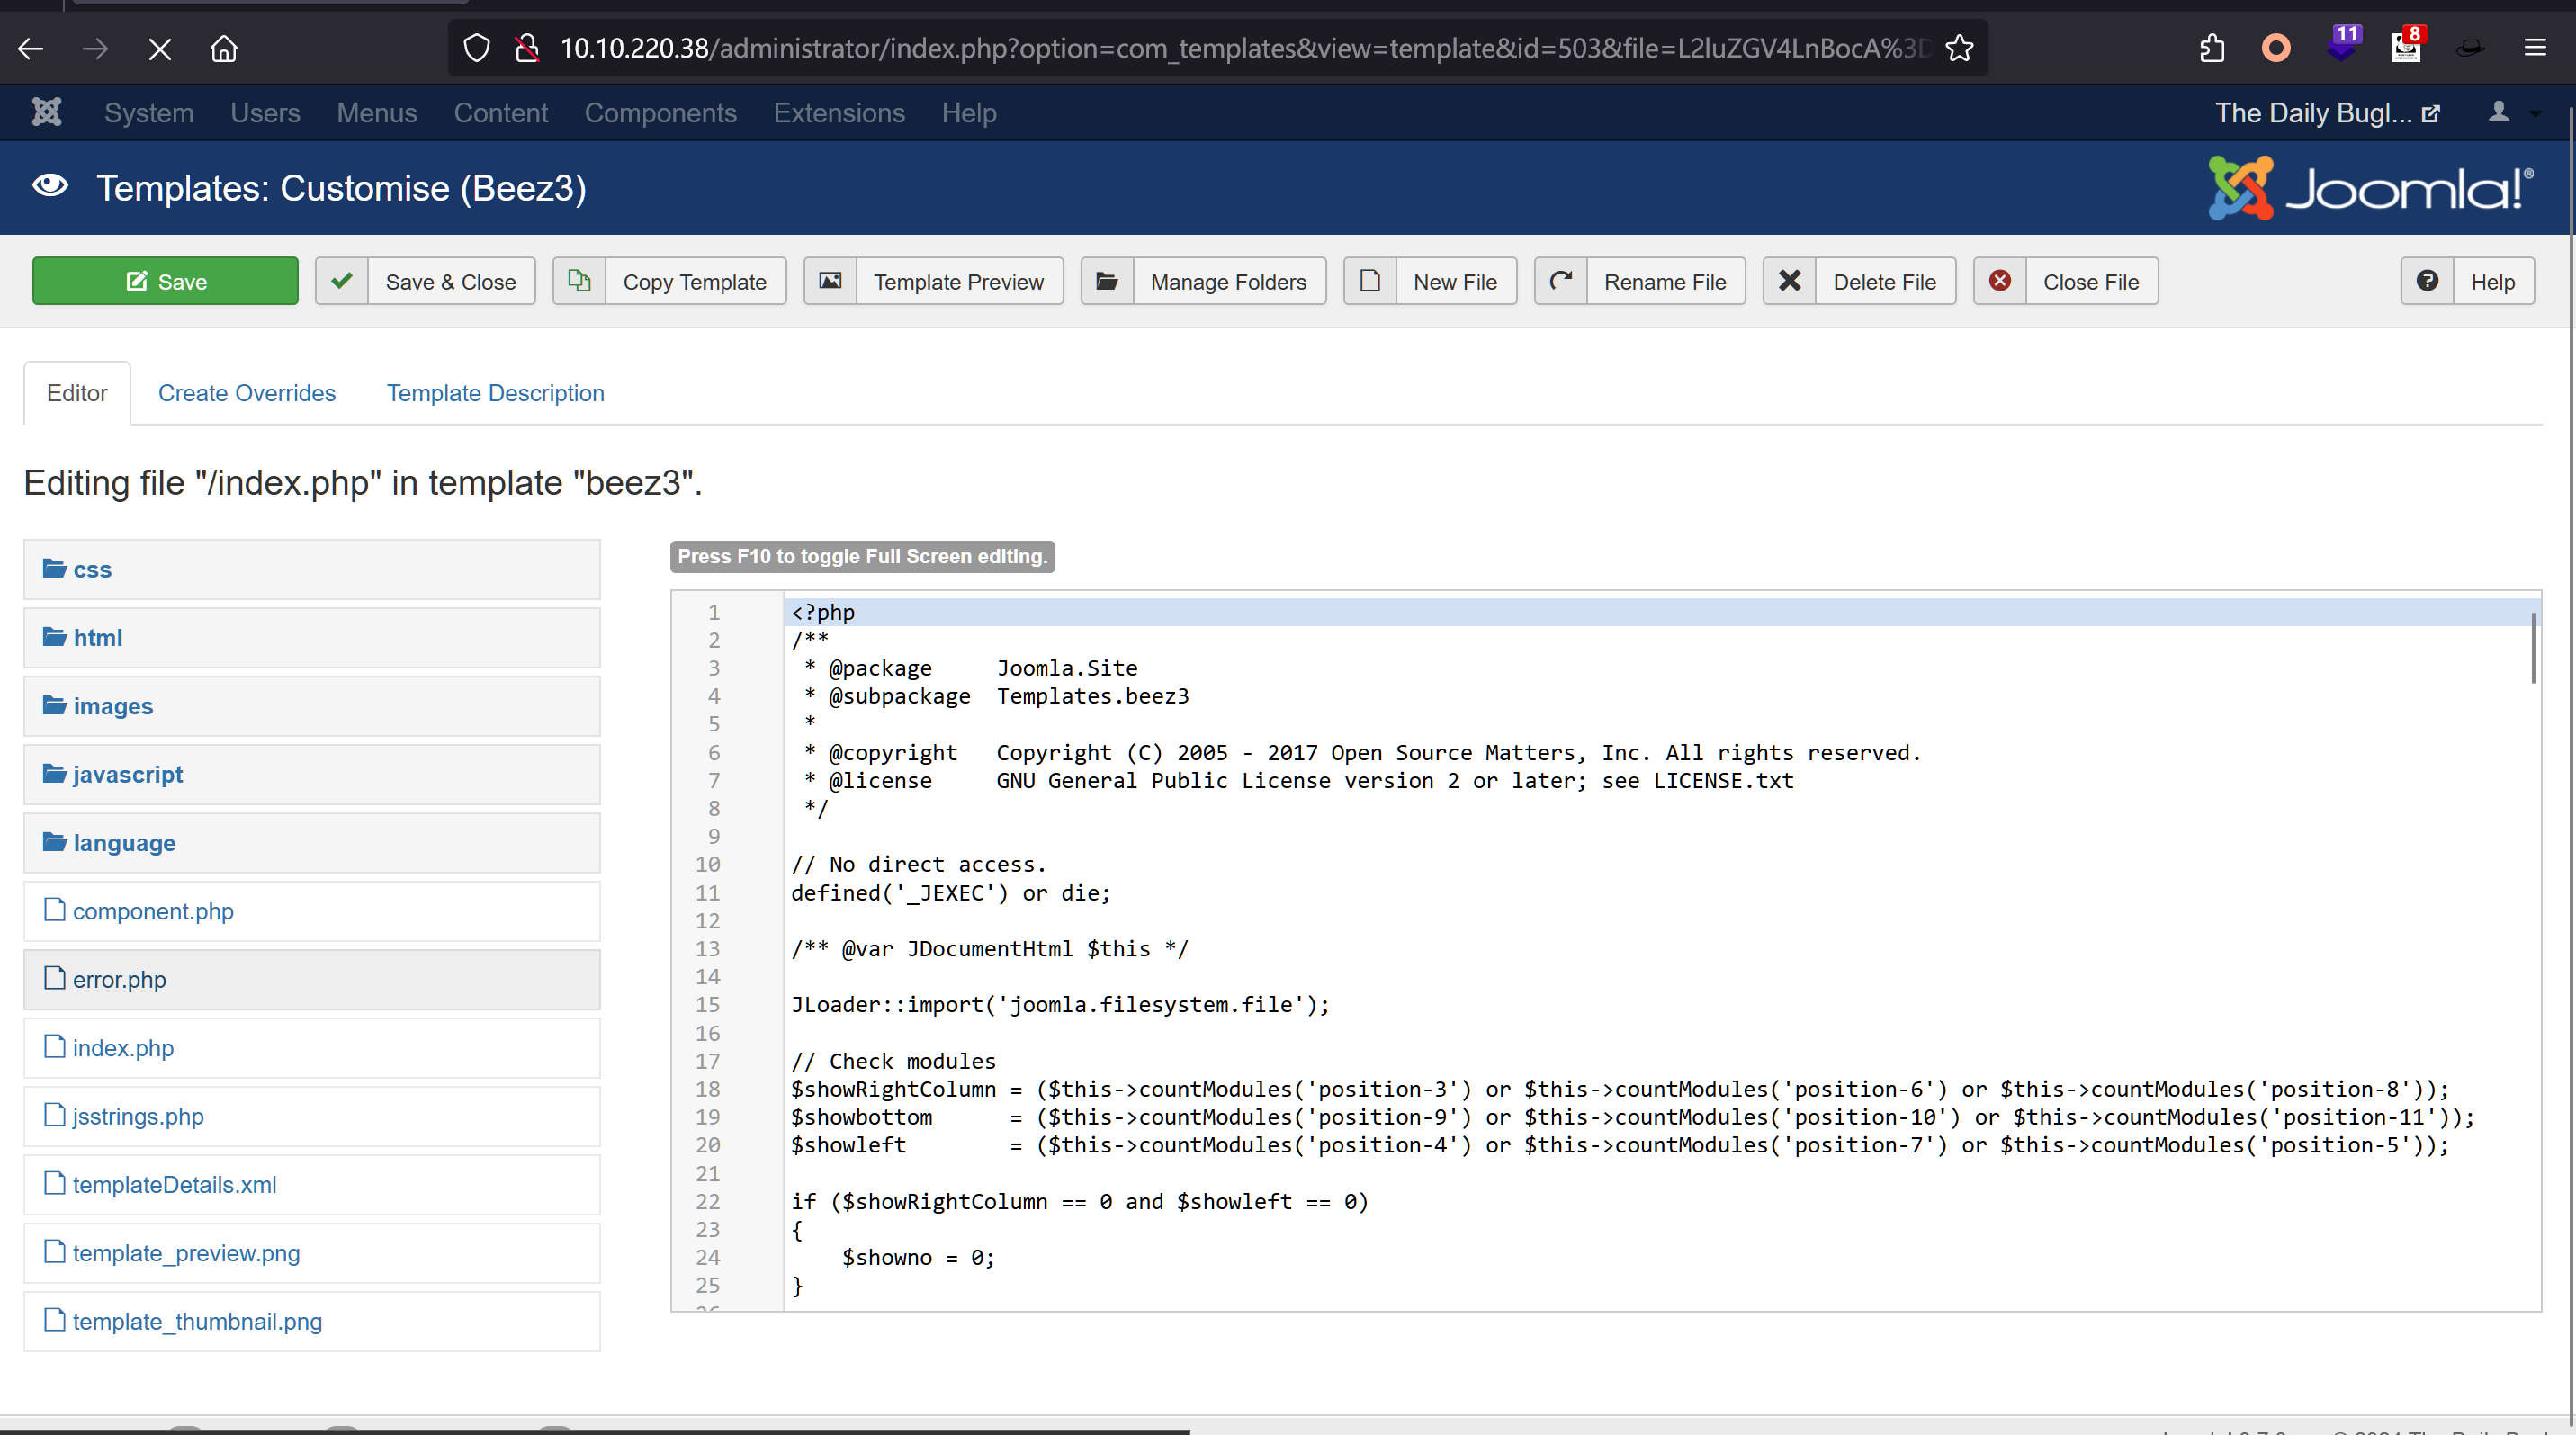 10.10.220.38/administrator/index.php?option=com_templates&view=template&id=503&file=L2luZGV4LnBocA%3D
11
8
System Users Menus Content Components Extensions Help
The Daily Bugl...
Templates: Customise (Beez3)
Joomla!®
Save
Save & Close
Copy Template
Template Preview
Manage Folders
New File
Rename File
Delete File
Close File
Help
Editor
Create Overrides
Template Description
Editing file "/index.php" in template "beez3".
css
html
images
javascript
language
component.php
error.php
index.php
jsstrings.php
templateDetails.xml
template_preview.png
template_thumbnail.png
Press F10 to toggle Full Screen editing.
1 <?php
2 /**
3  * @package     Joomla.Site
4  * @subpackage  Templates.beez3
5  *
6  * @copyright   Copyright (C) 2005 - 2017 Open Source Matters, Inc. All rights reserved.
7  * @license     GNU General Public License version 2 or later; see LICENSE.txt
8  */
9
10 // No direct access.
11 defined('_JEXEC') or die;
12
13 /** @var JDocumentHtml $this */
14
15 JLoader::import('joomla.filesystem.file');
16
17 // Check modules
18 $showRightColumn = ($this->countModules('position-3') or $this->countModules('position-6') or $this->countModules('position-8'));
19 $showbottom      = ($this->countModules('position-9') or $this->countModules('position-10') or $this->countModules('position-11'));
20 $showleft        = ($this->countModules('position-4') or $this->countModules('position-7') or $this->countModules('position-5'));
21
22 if ($showRightColumn == 0 and $showleft == 0)
23 {
24     $showno = 0;
25 }